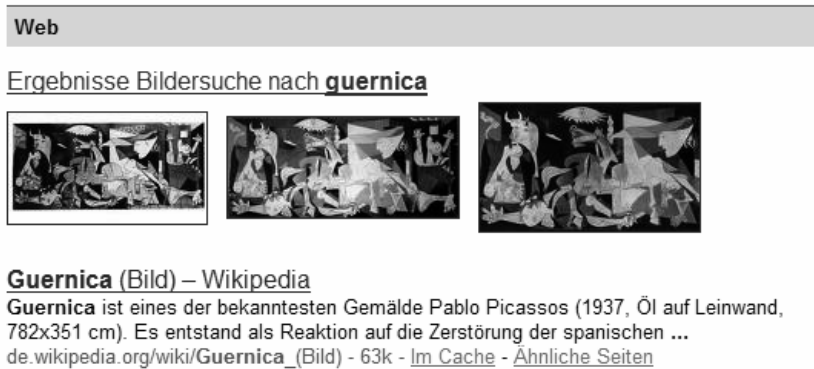 Web
Ergebnisse Bildersuche nach guernica
Guernica (Bild) – Wikipedia
Guernica ist eines der bekanntesten Gemälde Pablo Picassos (1937, Öl auf Leinwand,
782x351 cm). Es entstand als Reaktion auf die Zerstörung der spanischen ...
de.wikipedia.org/wiki/Guernica_(Bild) - 63k - Im Cache - Ähnliche Seiten